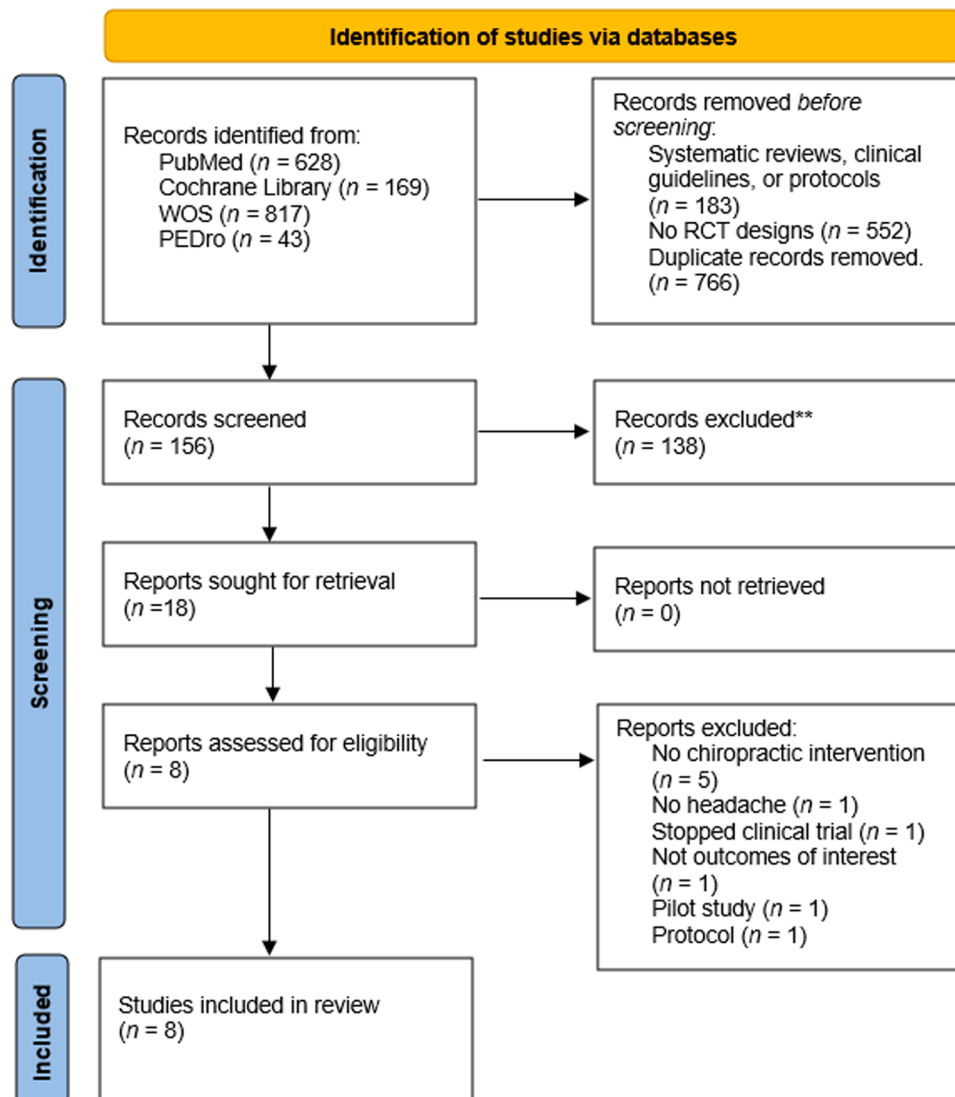 Identification of studies via databases
Identification
Records identified from:
PubMed (n = 628)
Cochrane Library (n = 169)
WOS (n = 817)
PEDro (n = 43)
Records removed before
screening:
Systematic reviews, clinical
guidelines, or protocols
(n = 183)
No RCT designs (n = 552)
Duplicate records removed.
(n = 766)
Screening
Records screened
(n = 156)
Records excluded**
(n = 138)
Reports sought for retrieval
(n =18)
Reports not retrieved
(n = 0)
Reports assessed for eligibility
(n = 8)
Reports excluded:
No chiropractic intervention
(n = 5)
No headache (n = 1)
Stopped clinical trial (n = 1)
Not outcomes of interest
(n = 1)
Pilot study (n = 1)
Protocol (n = 1)
Included
Studies included in review
(n = 8)